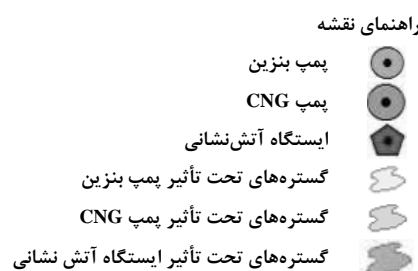 راهنمای نقشه
پمپ بنزین
پمپ CNG
ایستگاه آتش‌نشانی
گستره‌های تحت تأثیر پمپ بنزین
گستره‌های تحت تأثیر پمپ CNG
گستره‌های تحت تأثیر ایستگاه آتش نشانی